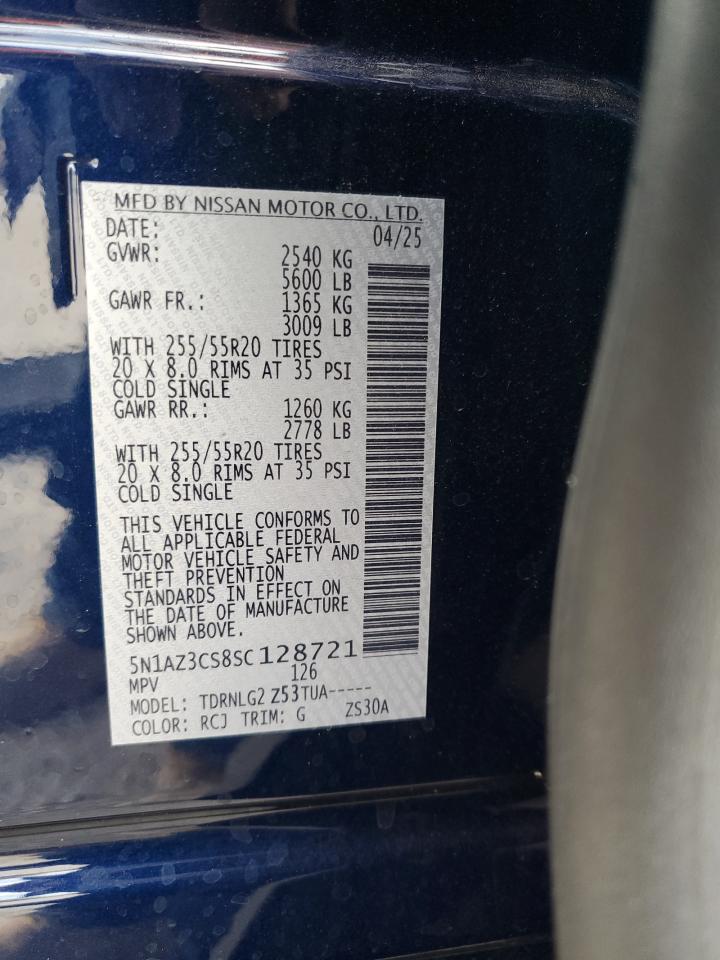 MFD BY NISSAN MOTOR CO., LTD.
DATE: 04/25
GVWR: 2540 KG
5600 LB
GAWR FR.: 1365 KG
3009 LB
WITH 255/55R20 TIRES
20 X 8.0 RIMS AT 35 PSI
COLD SINGLE
GAWR RR.: 1260 KG
2778 LB
WITH 255/55R20 TIRES
20 X 8.0 RIMS AT 35 PSI
COLD SINGLE
THIS VEHICLE CONFORMS TO
ALL APPLICABLE FEDERAL
MOTOR VEHICLE SAFETY AND
THEFT PREVENTION
STANDARDS IN EFFECT ON
THE DATE OF MANUFACTURE
SHOWN ABOVE.
5N1AZ3CS8SC128721
MPV 126
MODEL: TDRNLG2 Z53TUA-----
COLOR: RCJ TRIM: G ZS30A